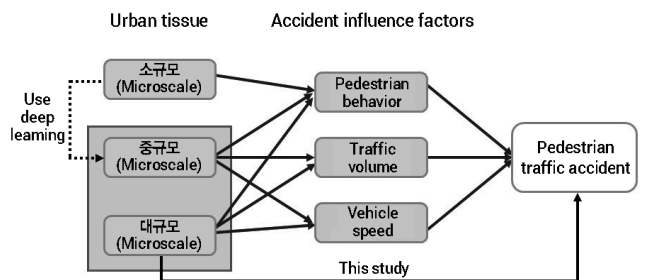 Urban tissue
Accident influence factors
소규모
(Microscale)
Use
deep
learning
중규모
(Microscale)
대규모
(Microscale)
Pedestrian
behavior
Traffic
volume
Vehicle
speed
Pedestrian
traffic accident
This study